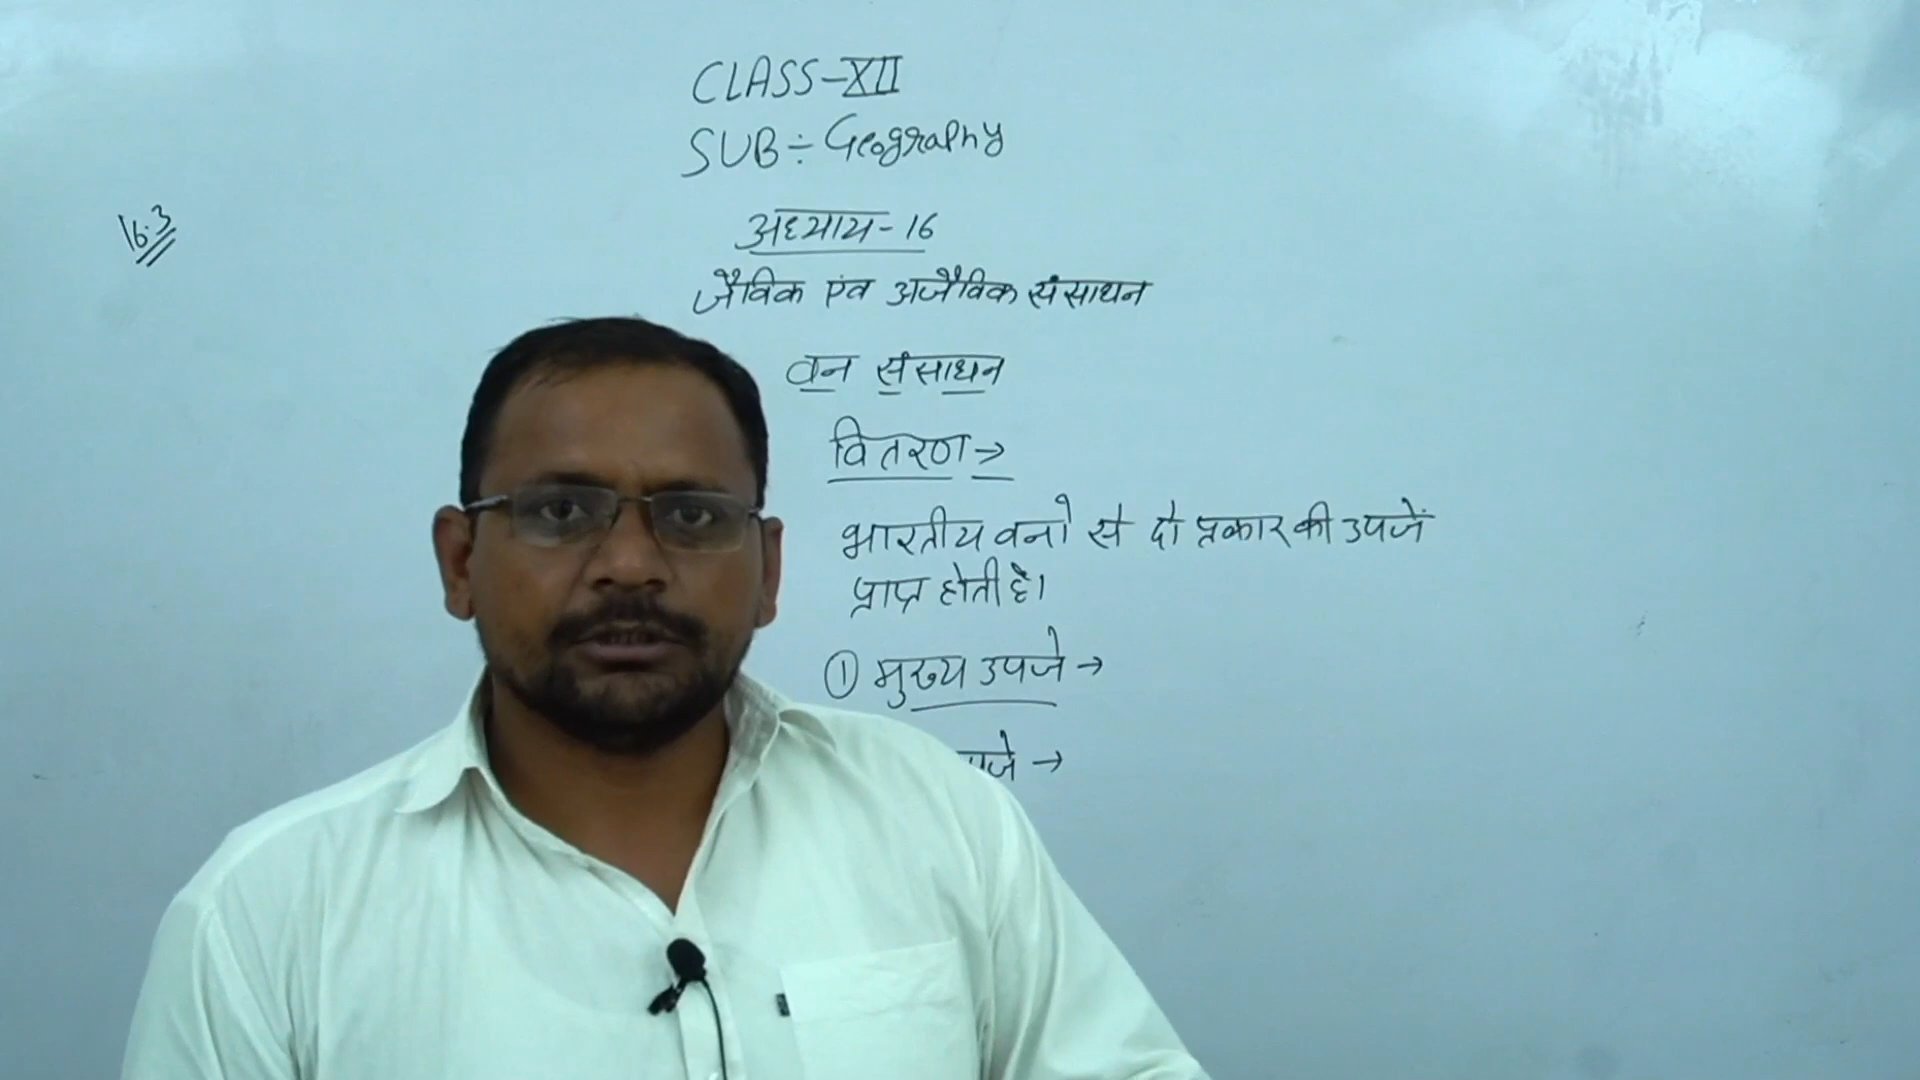 CLASS-XII
SUB ÷ Geography
16.3
अध्याय-16
जैविक एंव अजैविक संसाधन
वन संसाधन
वितरण →
भारतीय वनो से दो प्रकार की उपजें
प्राप्त होती है।
① मुख्य उपजे →
पजे →